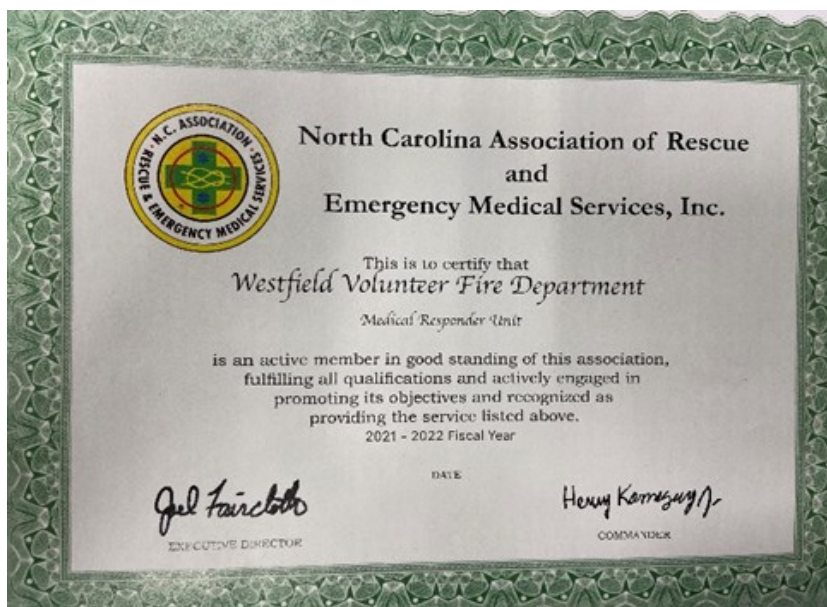 N.C. ASSOCIATION
RESCUE & EMERGENCY MEDICAL SERVICES
North Carolina Association of Rescue
and
Emergency Medical Services, Inc.
This is to certify that
Westfield Volunteer Fire Department
Medical Responder Unit
is an active member in good standing of this association,
fulfilling all qualifications and actively engaged in
promoting its objectives and recognized as
providing the service listed above.
2021 - 2022 Fiscal Year
DATE
Joel Faircloth
EXECUTIVE DIRECTOR
COMMANDER